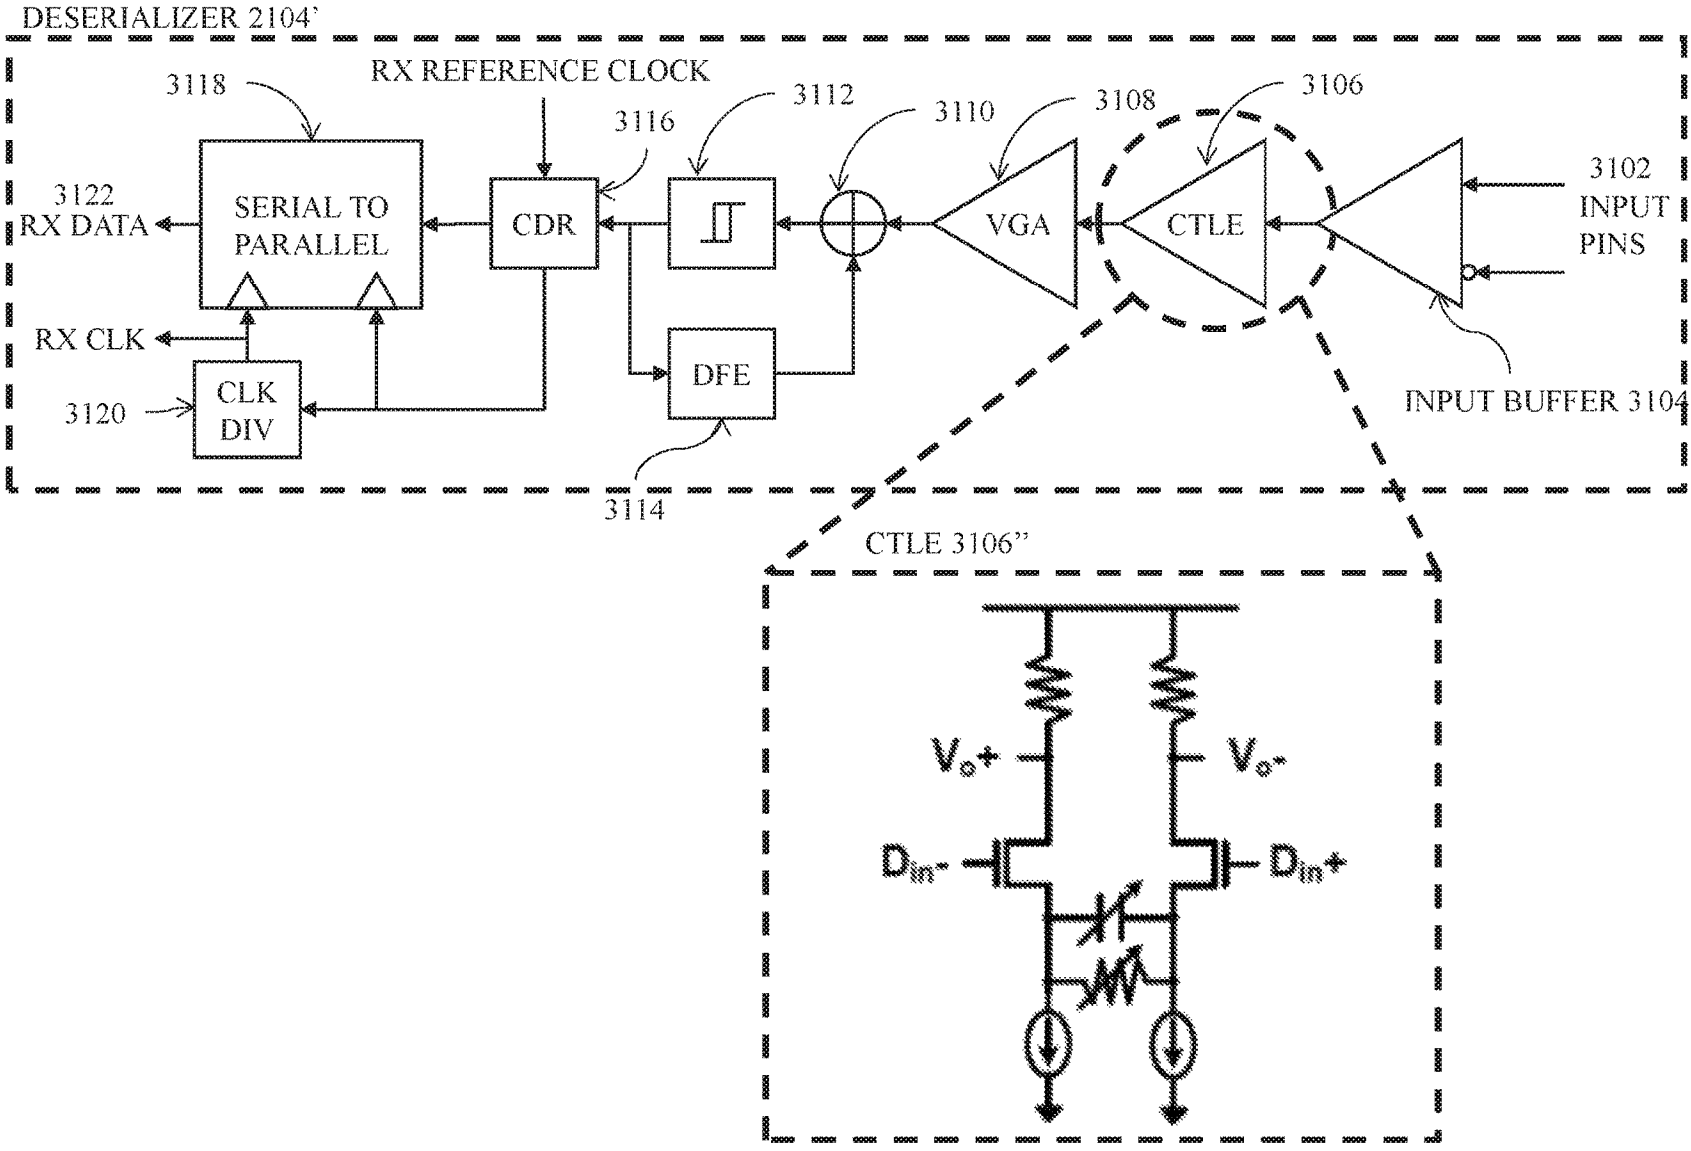 DESERIALIZER 2104'
RX REFERENCE CLOCK
3118
3116
3112
3110
3108
3106
3102
INPUT
PINS
3122
RX DATA
SERIAL TO
PARALLEL
CDR
VGA
CTLE
RX CLK
3120
CLK
DIV
DFE
3114
INPUT BUFFER 3104
CTLE 3106”
Vo+
Vo-
Din-
Din+